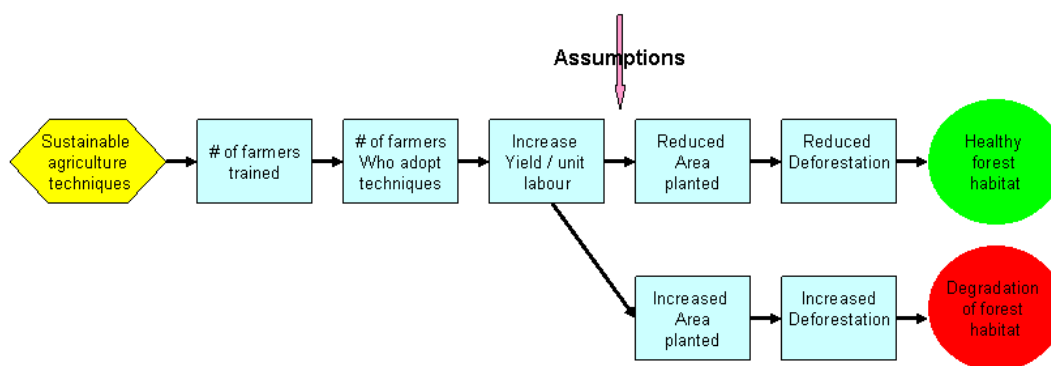 Assumptions
Sustainable
agriculture
techniques
# of farmers
trained
# of farmers
Who adopt
techniques
Increase
Yield / unit
labour
Reduced
Area
planted
Reduced
Deforestation
Healthy
forest
habitat
Increased
Area
planted
Increased
Deforestation
Degradation
of forest
habitat